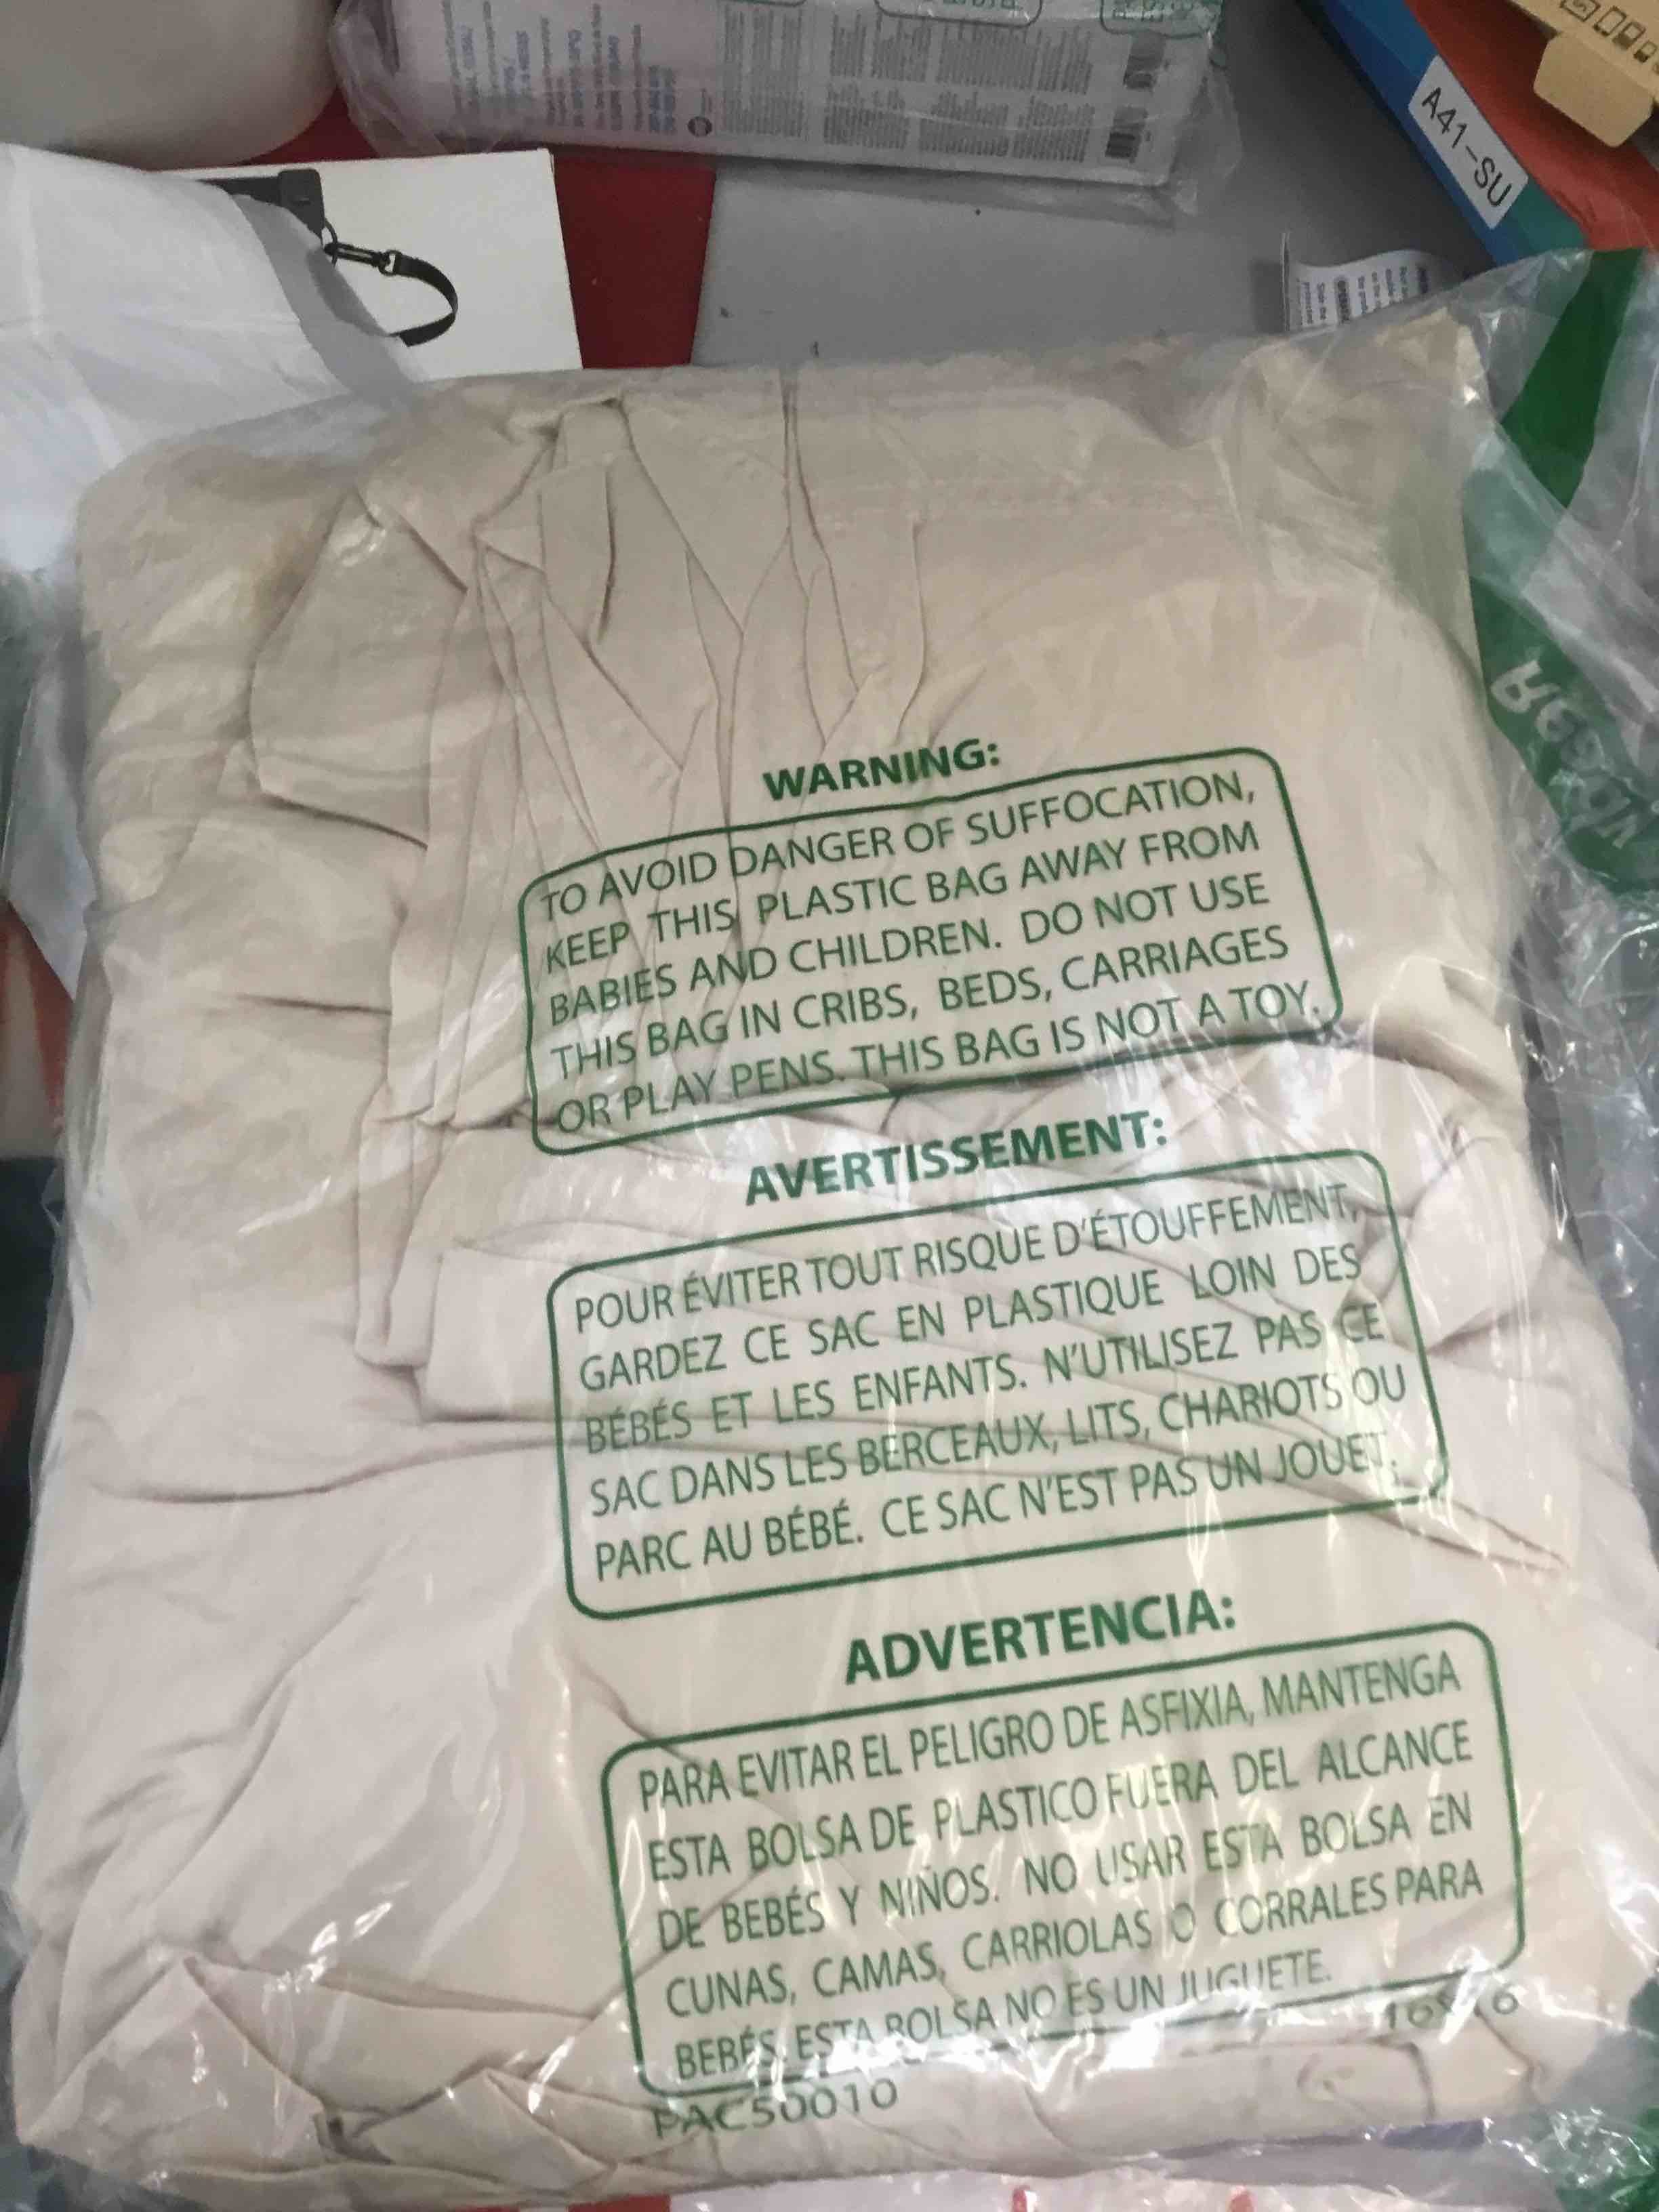 A41-SU
WARNING:
TO AVOID DANGER OF SUFFOCATION,
KEEP THIS PLASTIC BAG AWAY FROM
BABIES AND CHILDREN. DO NOT USE
THIS BAG IN CRIBS, BEDS, CARRIAGES
OR PLAY PENS. THIS BAG IS NOT A TOY.
AVERTISSEMENT:
POUR ÉVITER TOUT RISQUE D'ÉTOUFFEMENT,
GARDEZ CE SAC EN PLASTIQUE LOIN DES
BÉBÉS ET LES ENFANTS. N'UTILISEZ PAS CE
SAC DANS LES BERCEAUX, LITS, CHARIOTS OU
PARC AU BÉBÉ. CE SAC N'EST PAS UN JOUET.
ADVERTENCIA:
PARA EVITAR EL PELIGRO DE ASFIXIA, MANTENGA
ESTA BOLSA DE PLASTICO FUERA DEL ALCANCE
DE BEBÉS Y NIÑOS. NO USAR ESTA BOLSA EN
CUNAS, CAMAS, CARRIOLAS O CORRALES PARA
BEBÉS. ESTA BOLSA NO ES UN JUGUETE.
PAC50010